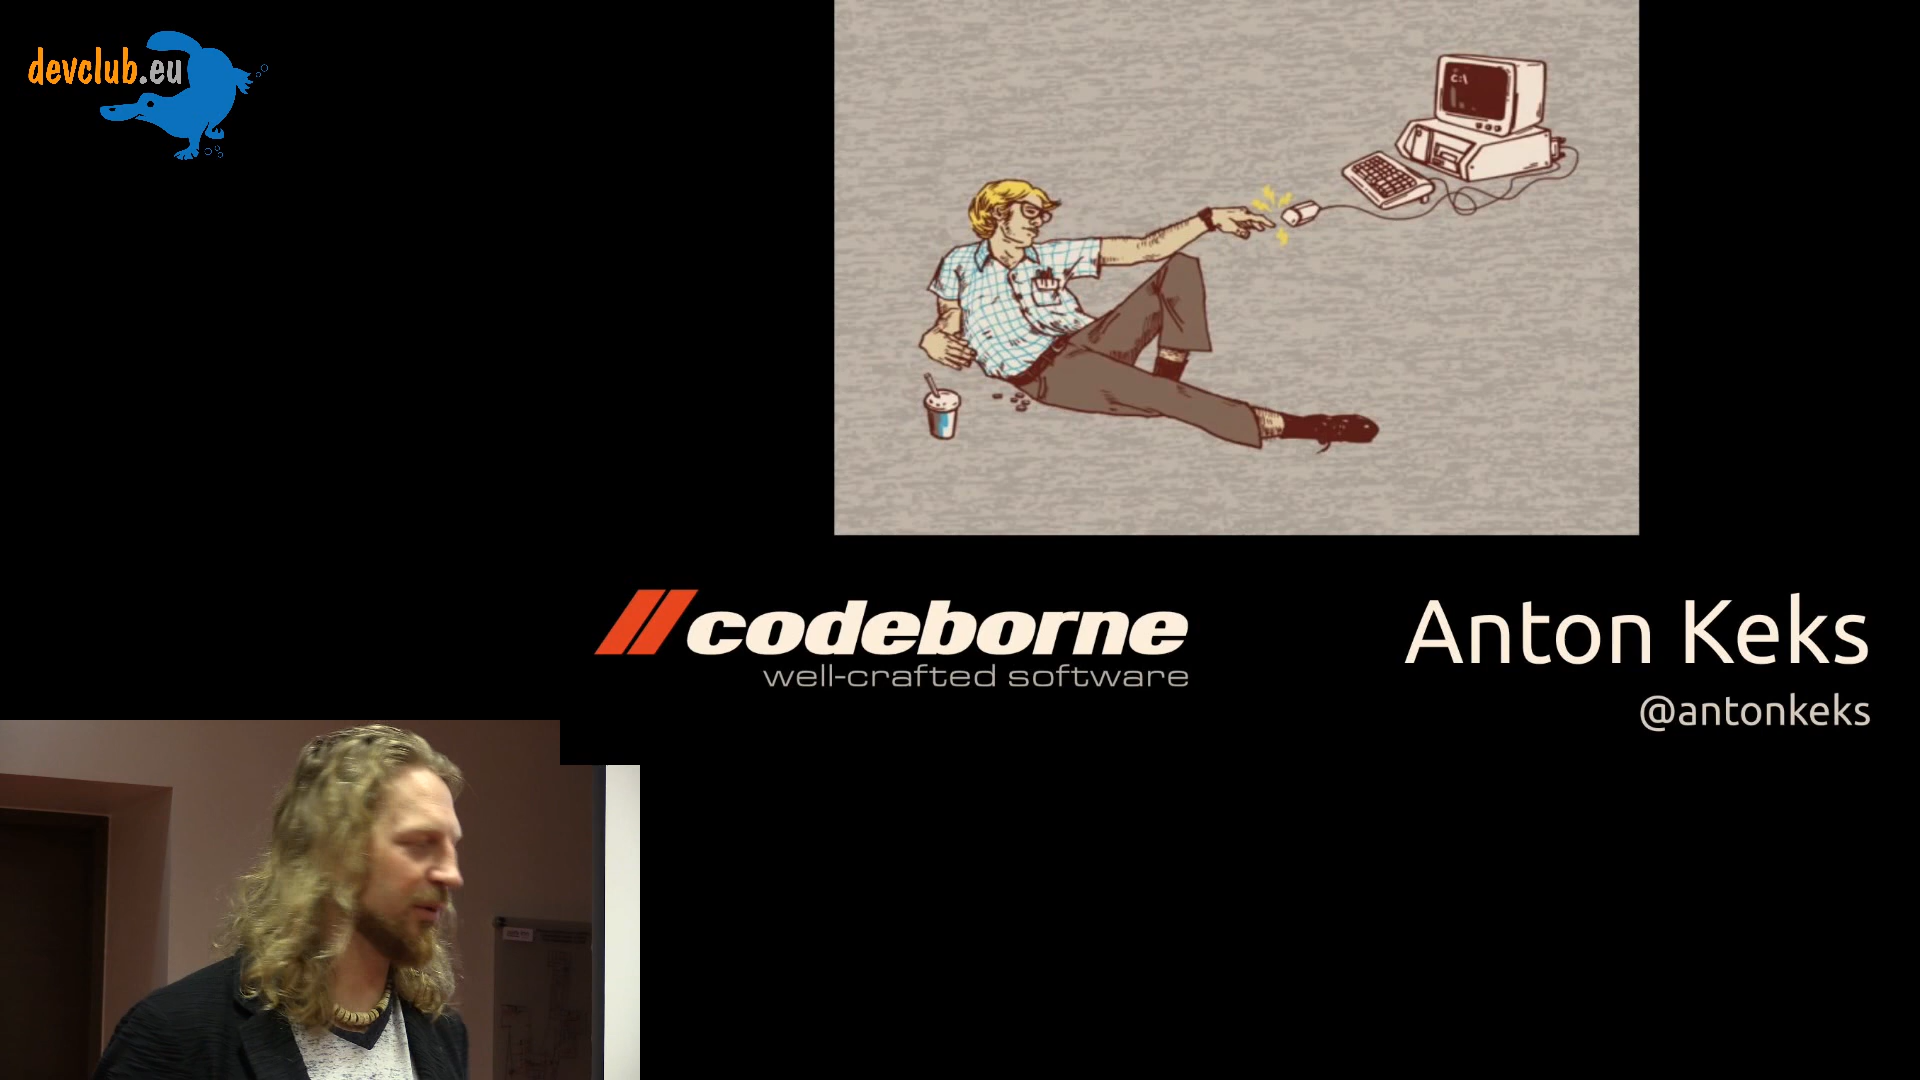 devclub.eu
C:\
codeborne
well-crafted software
Anton Keks
@antonkeks